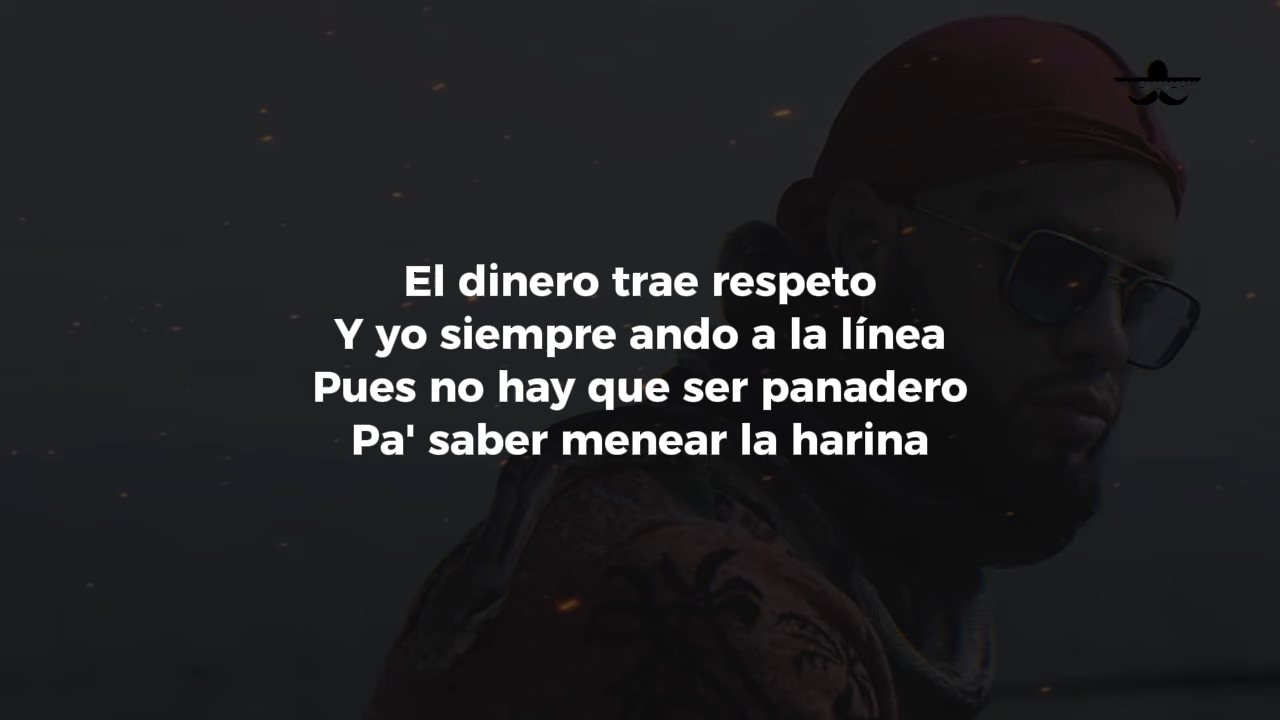 El dinero trae respeto
Y yo siempre ando a la línea
Pues no hay que ser panadero
Pa' saber menear la harina